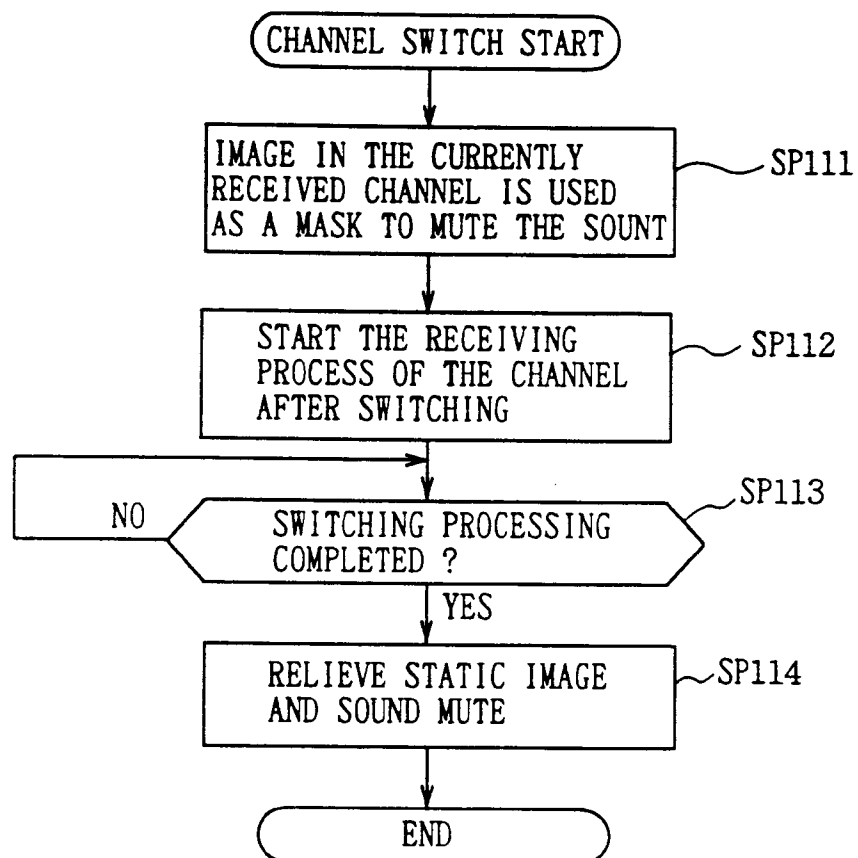 CHANNEL SWITCH START
IMAGE IN THE CURRENTLY
RECEIVED CHANNEL IS USED
AS A MASK TO MUTE THE SOUNT
SP111
START THE RECEIVING
PROCESS OF THE CHANNEL
AFTER SWITCHING
SP112
NO
SWITCHING PROCESSING
COMPLETED ?
SP113
YES
RELIEVE STATIC IMAGE
AND SOUND MUTE
SP114
END